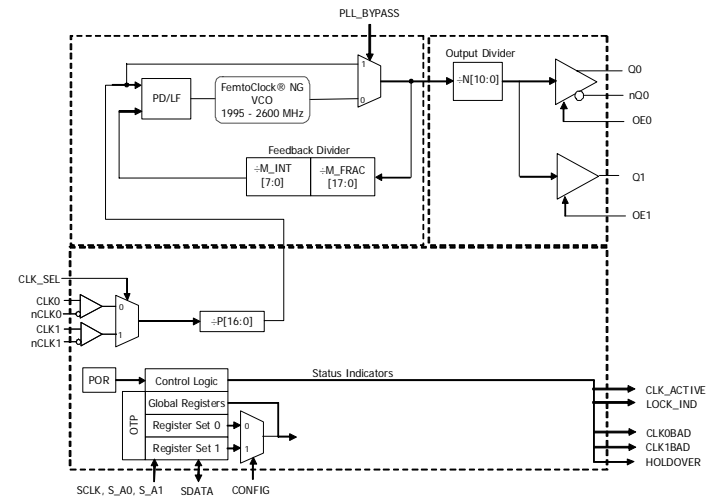 PLL_BYPASS
Output Divider
1
0
PD/LF
FemtoClock® NG
VCO
1995 - 2600 MHz
÷N[10:0]
Q0
nQ0
OE0
Feedback Divider
÷M_INT
[7:0]
÷M_FRAC
[17:0]
Q1
OE1
CLK_SEL
CLK0
nCLK0
CLK1
nCLK1
0
1
÷P[16:0]
POR
Control Logic
Status Indicators
OTP
Global Registers
Register Set 0
Register Set 1
0
1
CLK_ACTIVE
LOCK_IND
CLK0BAD
CLK1BAD
HOLDOVER
SCLK, S_A0, S_A1
SDATA
CONFIG